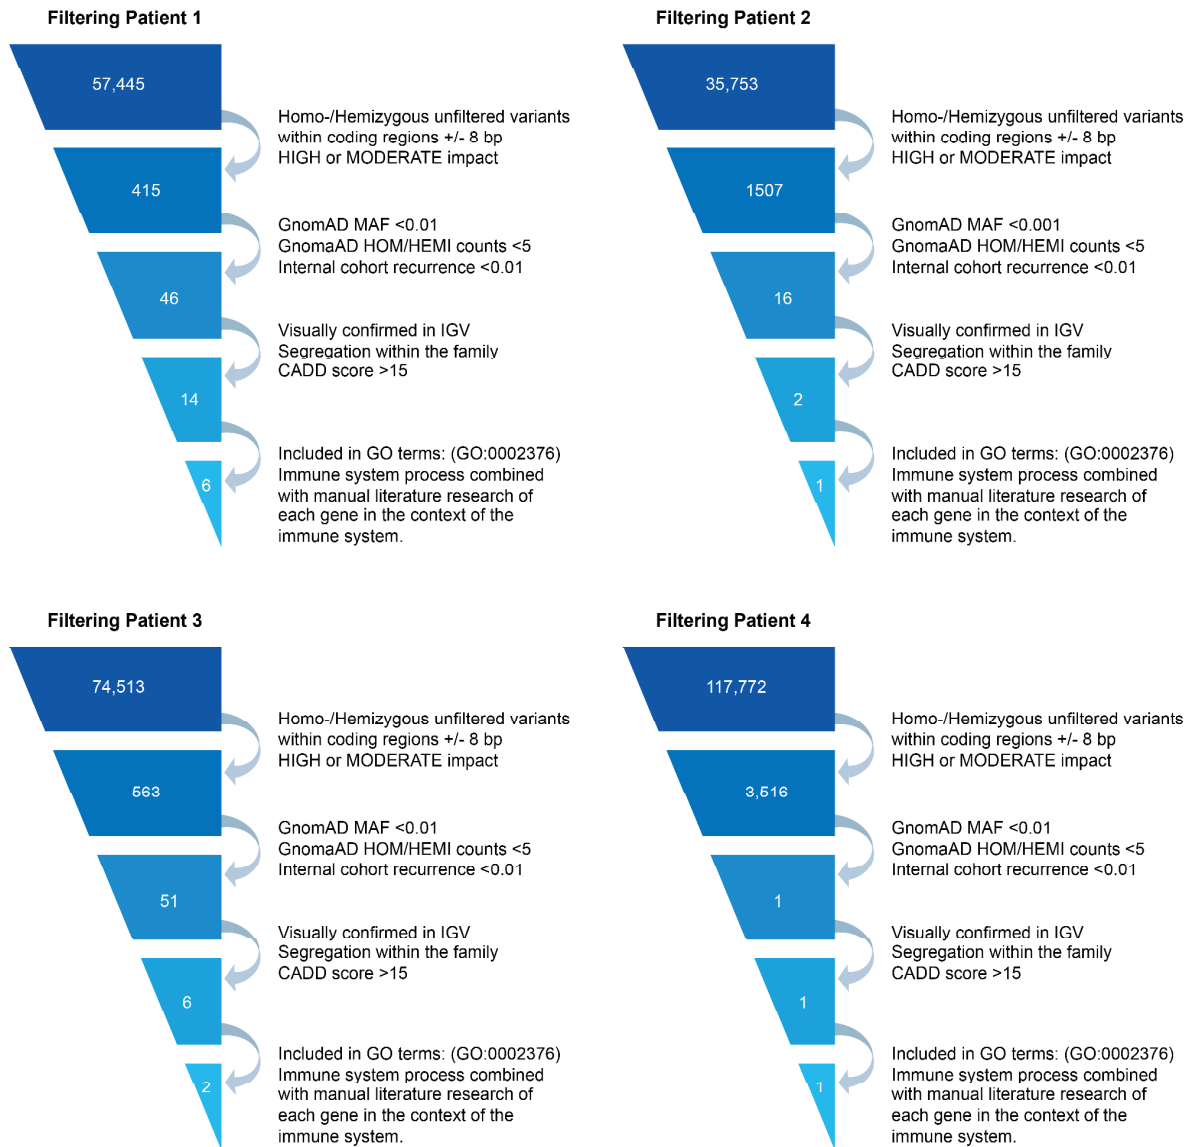 Filtering Patient 1
57,445
Homo-/Hemizygous unfiltered variants
within coding regions +/- 8 bp
HIGH or MODERATE impact
415
GnomAD MAF <0.01
GnomaAD HOM/HEMI counts <5
Internal cohort recurrence <0.01
46
Visually confirmed in IGV
Segregation within the family
CADD score >15
14
Included in GO terms: (GO:0002376)
Immune system process combined
with manual literature research of
each gene in the context of the
immune system.
6
Filtering Patient 2
35,753
Homo-/Hemizygous unfiltered variants
within coding regions +/- 8 bp
HIGH or MODERATE impact
1507
GnomAD MAF <0.001
GnomaAD HOM/HEMI counts <5
Internal cohort recurrence <0.01
16
Visually confirmed in IGV
Segregation within the family
CADD score >15
2
Included in GO terms: (GO:0002376)
Immune system process combined
with manual literature research of
each gene in the context of the
immune system.
1
Filtering Patient 3
74,513
Homo-/Hemizygous unfiltered variants
within coding regions +/- 8 bp
HIGH or MODERATE impact
563
GnomAD MAF <0.01
GnomaAD HOM/HEMI counts <5
Internal cohort recurrence <0.01
51
Visually confirmed in IGV
Segregation within the family
CADD score >15
6
Included in GO terms: (GO:0002376)
Immune system process combined
with manual literature research of
each gene in the context of the
immune system.
2
Filtering Patient 4
117,772
Homo-/Hemizygous unfiltered variants
within coding regions +/- 8 bp
HIGH or MODERATE impact
3,516
GnomAD MAF <0.01
GnomaAD HOM/HEMI counts <5
Internal cohort recurrence <0.01
1
Visually confirmed in IGV
Segregation within the family
CADD score >15
1
Included in GO terms: (GO:0002376)
Immune system process combined
with manual literature research of
each gene in the context of the
immune system.
1